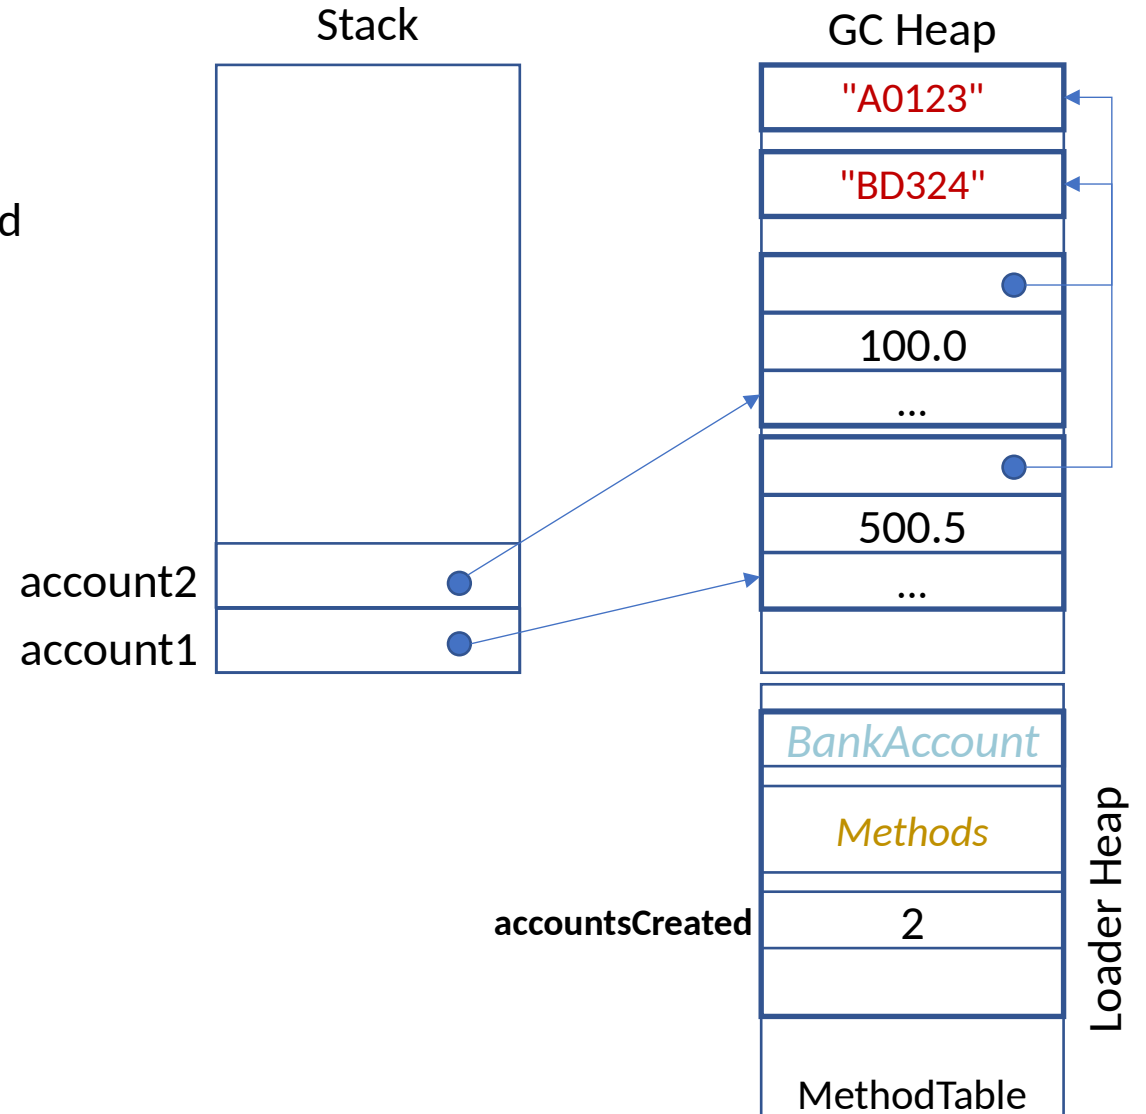 Stack
GC Heap
"A0123"
"BD324"
d
100.0
...
500.5
...
account2
account1
BankAccount
Methods
accountsCreated
2
Loader Heap
MethodTable